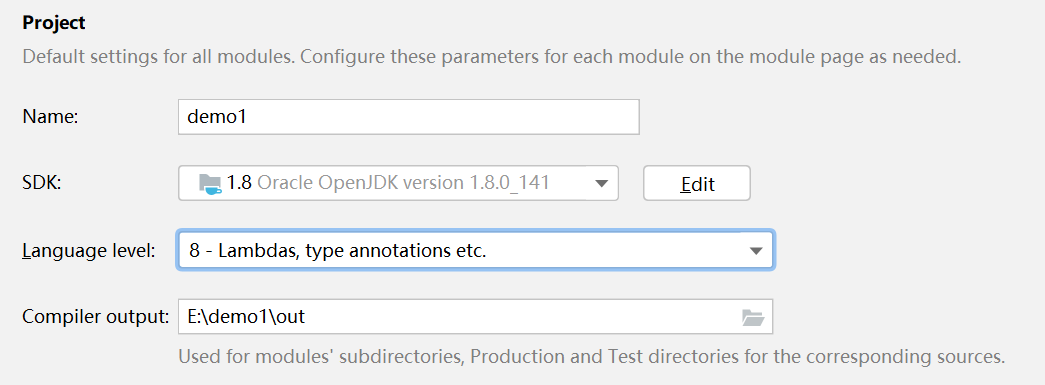 Project
Default settings for all modules. Configure these parameters for each module on the module page as needed.
Name: demo1
SDK: 1.8 Oracle OpenJDK version 1.8.0_141 Edit
Language level: 8 - Lambdas, type annotations etc.
Compiler output: E:\demo1\out
Used for modules' subdirectories, Production and Test directories for the corresponding sources.